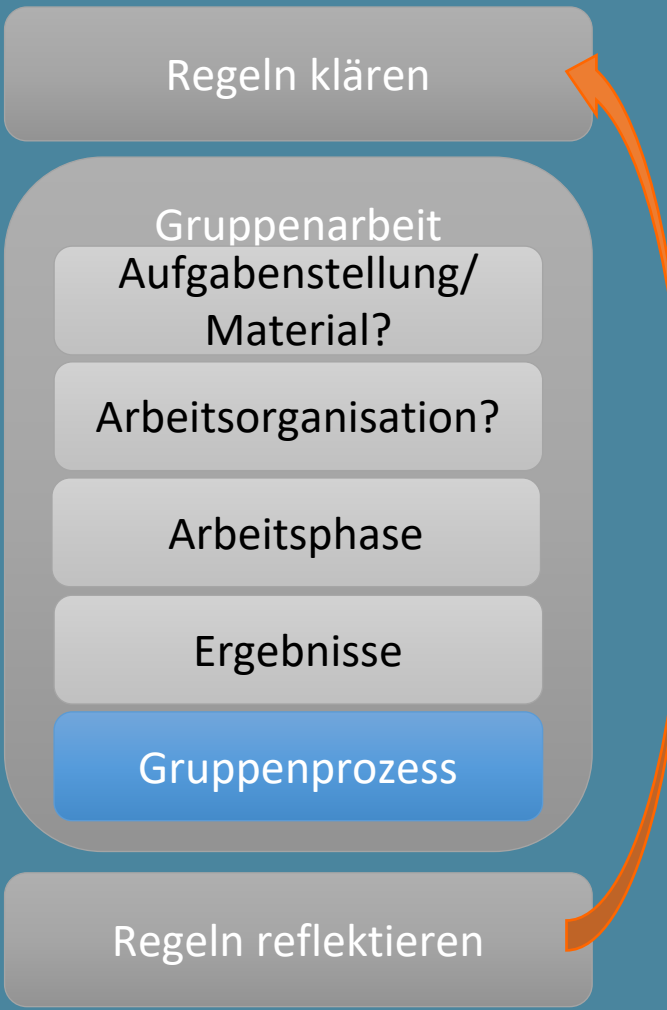 Regeln klären
Gruppenarbeit
Aufgabenstellung/
Material?
Arbeitsorganisation?
Arbeitsphase
Ergebnisse
Gruppenprozess
Regeln reflektieren